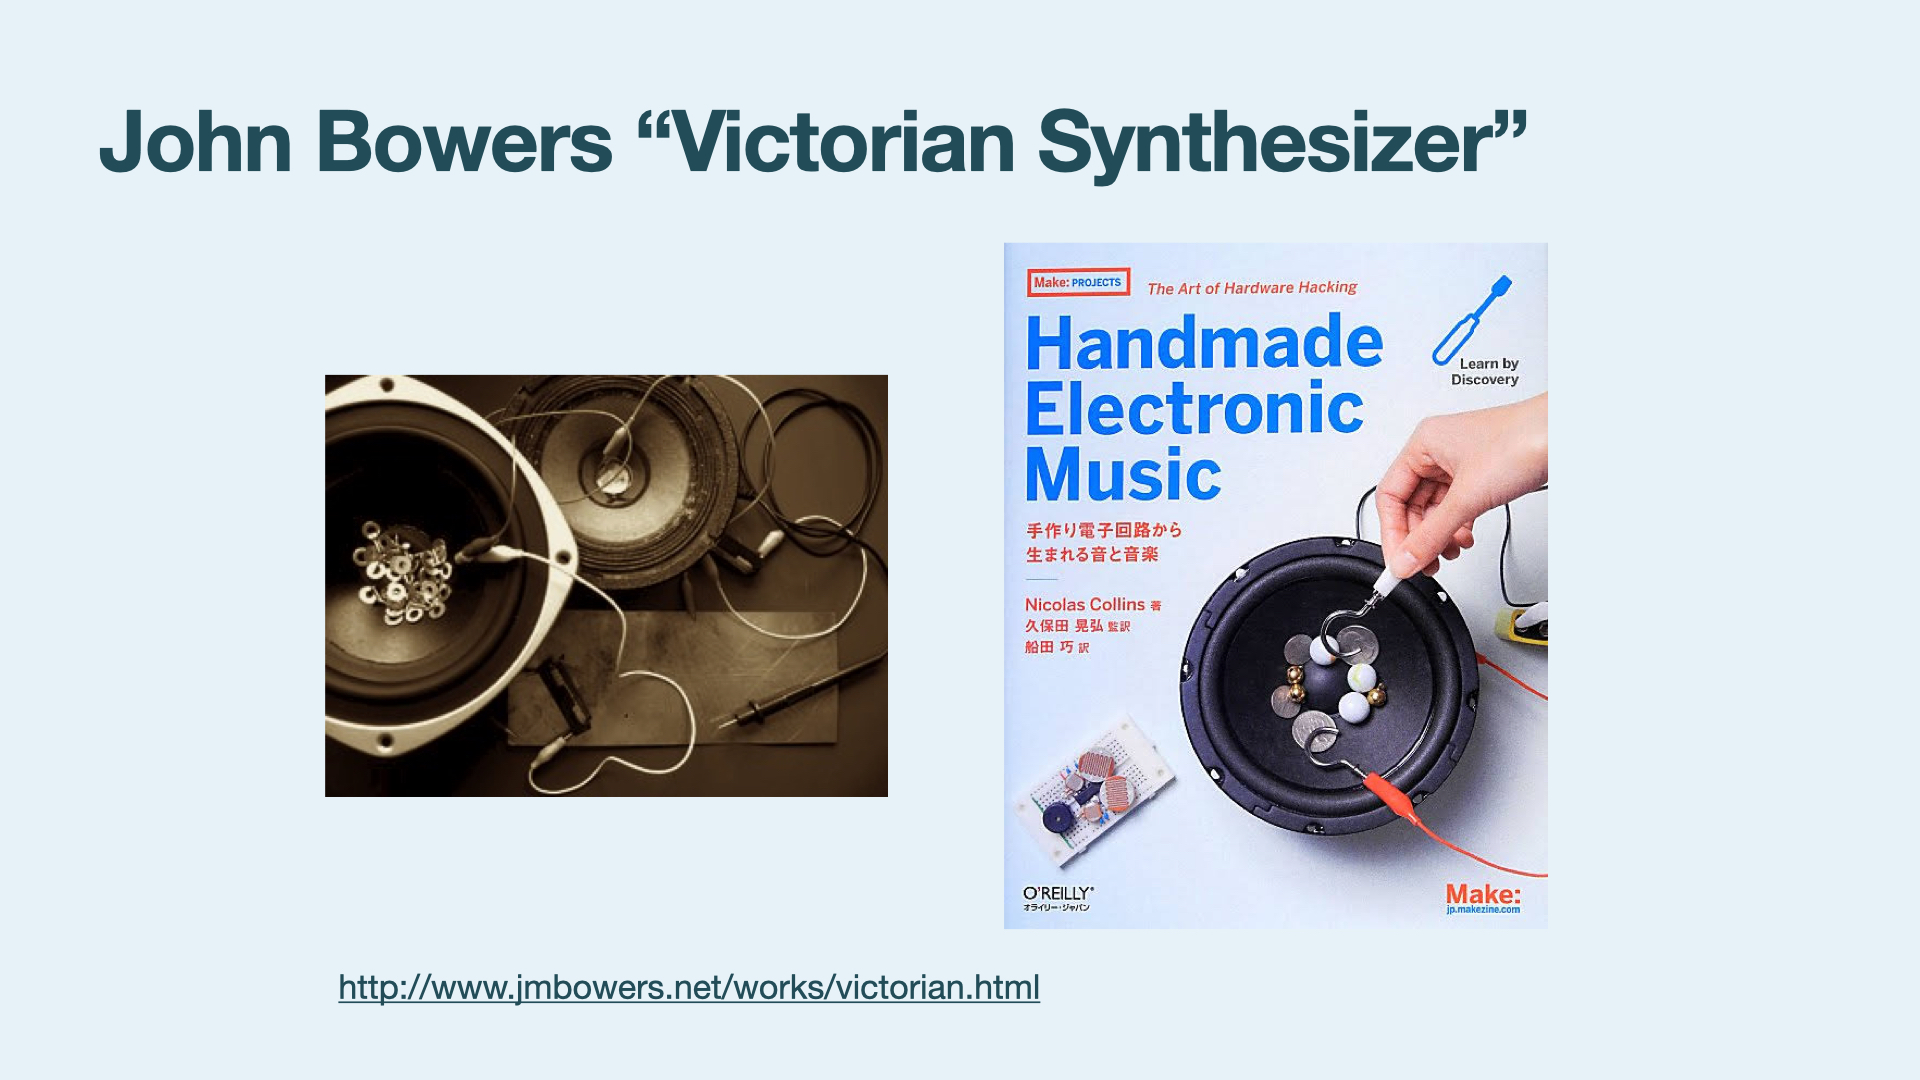 John Bowers “Victorian Synthesizer”
Make: PROJECTS
The Art of Hardware Hacking
Handmade
Electronic
Music
Learn by
Discovery
手作り電子回路から
生まれる音と音楽
Nicolas Collins 著
久保田 晃弘 監訳
船田 巧 訳
O'REILLY®
オライリー・ジャパン
Make:
jp.makezine.com
http://www.jmbowers.net/works/victorian.html